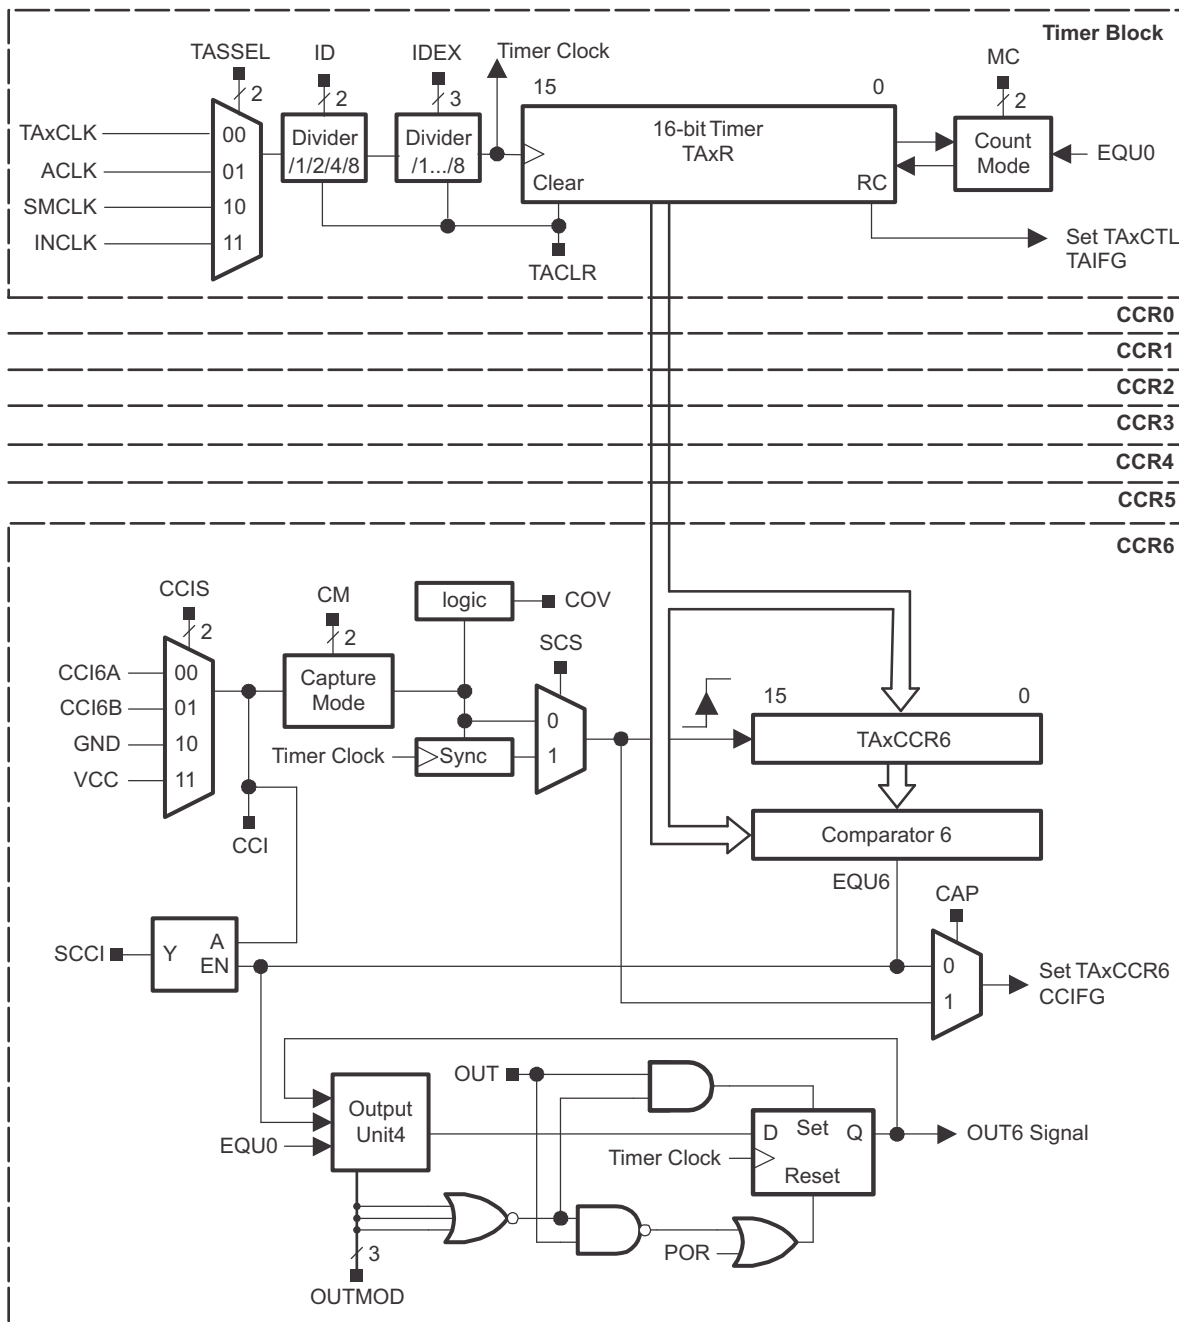 Timer Block
TASSEL
ID
IDEX
Timer Clock
MC
2
2
3
15
0
2
TAxCLK
ACLK
SMCLK
INCLK
00
01
10
11
Divider
/1/2/4/8
Divider
/1.../8
16-bit Timer
TAxR
Clear
RC
Count
Mode
EQU0
TACLR
Set TAxCTL
TAIFG
CCR0
CCR1
CCR2
CCR3
CCR4
CCR5
CCR6
CCIS
2
CM
2
logic
COV
SCS
CCI6A
CCI6B
GND
VCC
00
01
10
11
Capture
Mode
Timer Clock
Sync
0
1
15
0
TAxCCR6
CCI
Comparator 6
EQU6
CAP
SCCI
Y
A
EN
0
1
Set TAxCCR6
CCIFG
OUT
Output
Unit4
EQU0
D
Set
Q
Timer Clock
Reset
OUT6 Signal
POR
3
OUTMOD